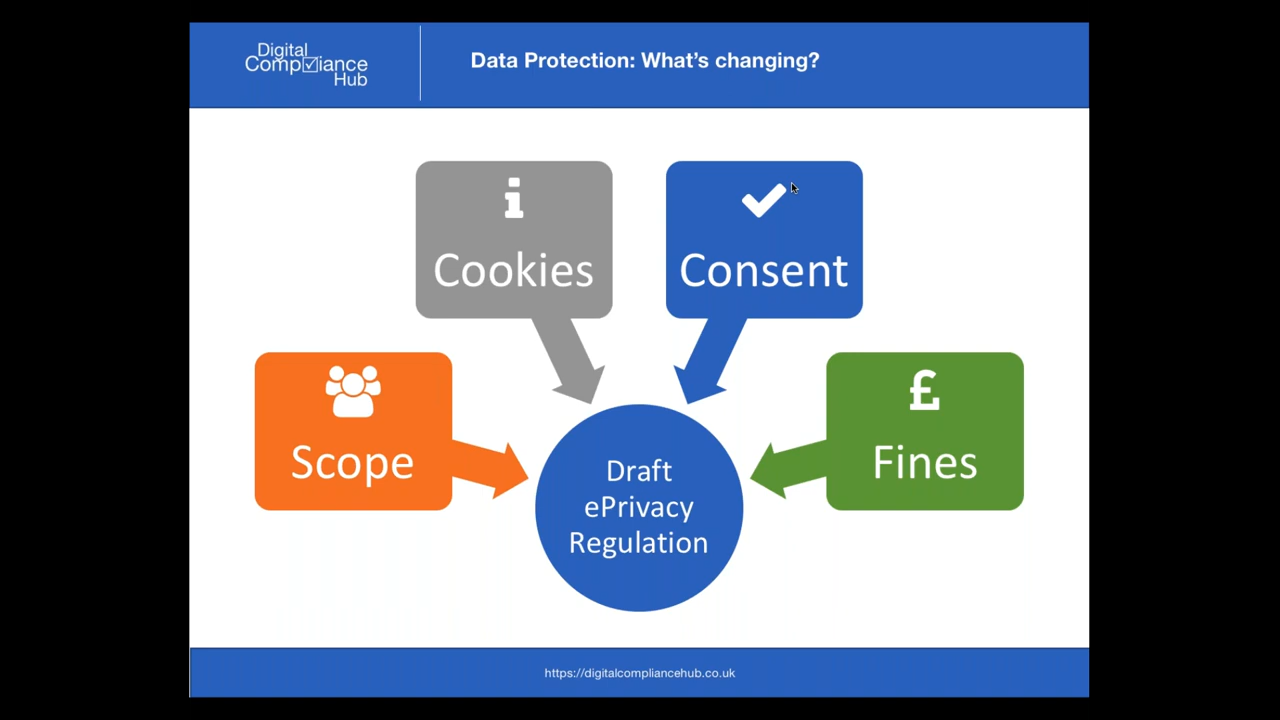 Digital
Compliance
Hub
Data Protection: What's changing?
Cookies
Consent
Scope
£
Fines
Draft
ePrivacy
Regulation
https://digitalcompliancehub.co.uk